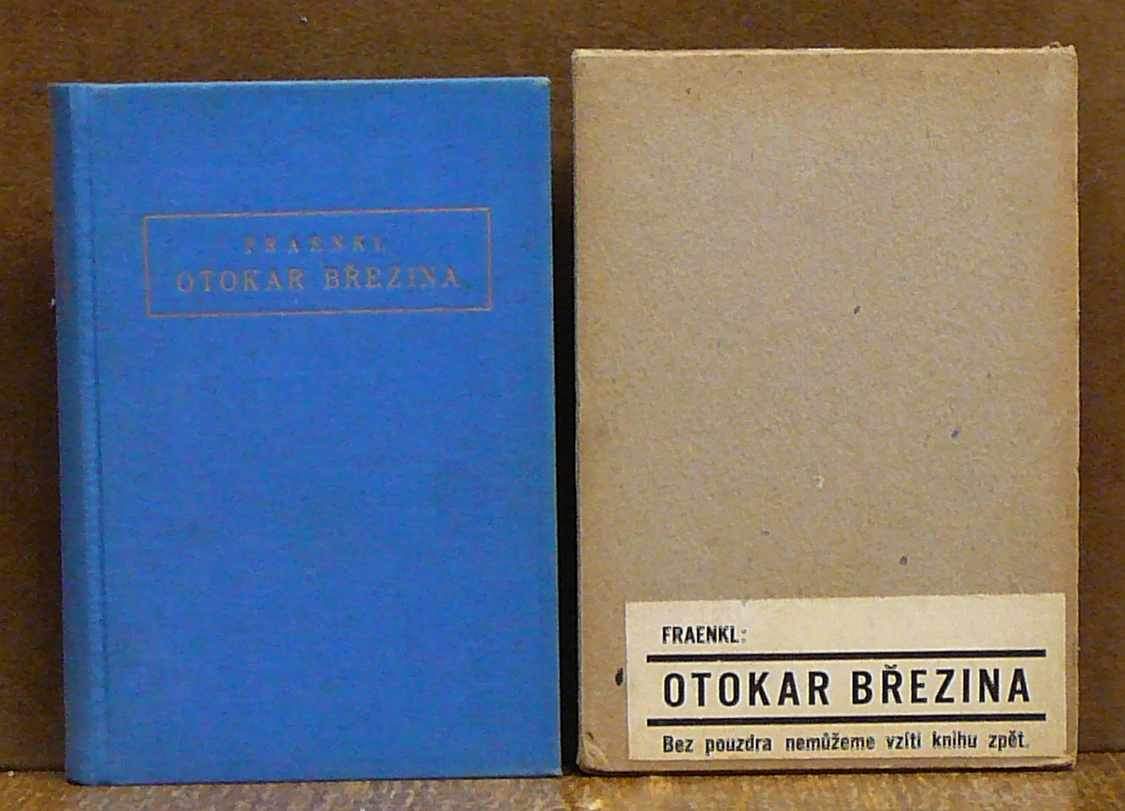 FRAENKL
OTOKAR BŘEZINA
FRAENKL:
OTOKAR BŘEZINA
Bez pouzdra nemůžeme vzíti knihu zpět.